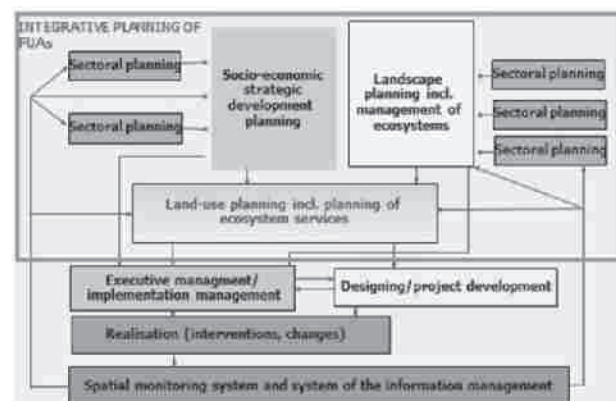 INTEGRATIVE PLANNING OF
FUAs
Sectoral planning
Sectoral planning
Socio-economic
strategic
development
planning
Landscape
planning incl.
management of
ecosystems
Sectoral planning
Sectoral planning
Sectoral planning
Land-use planning incl. planning of
ecosystem services
Executive managment/
implementation management
Designing/project development
Realisation (interventions, changes)
Spatial monitoring system and system of the information management